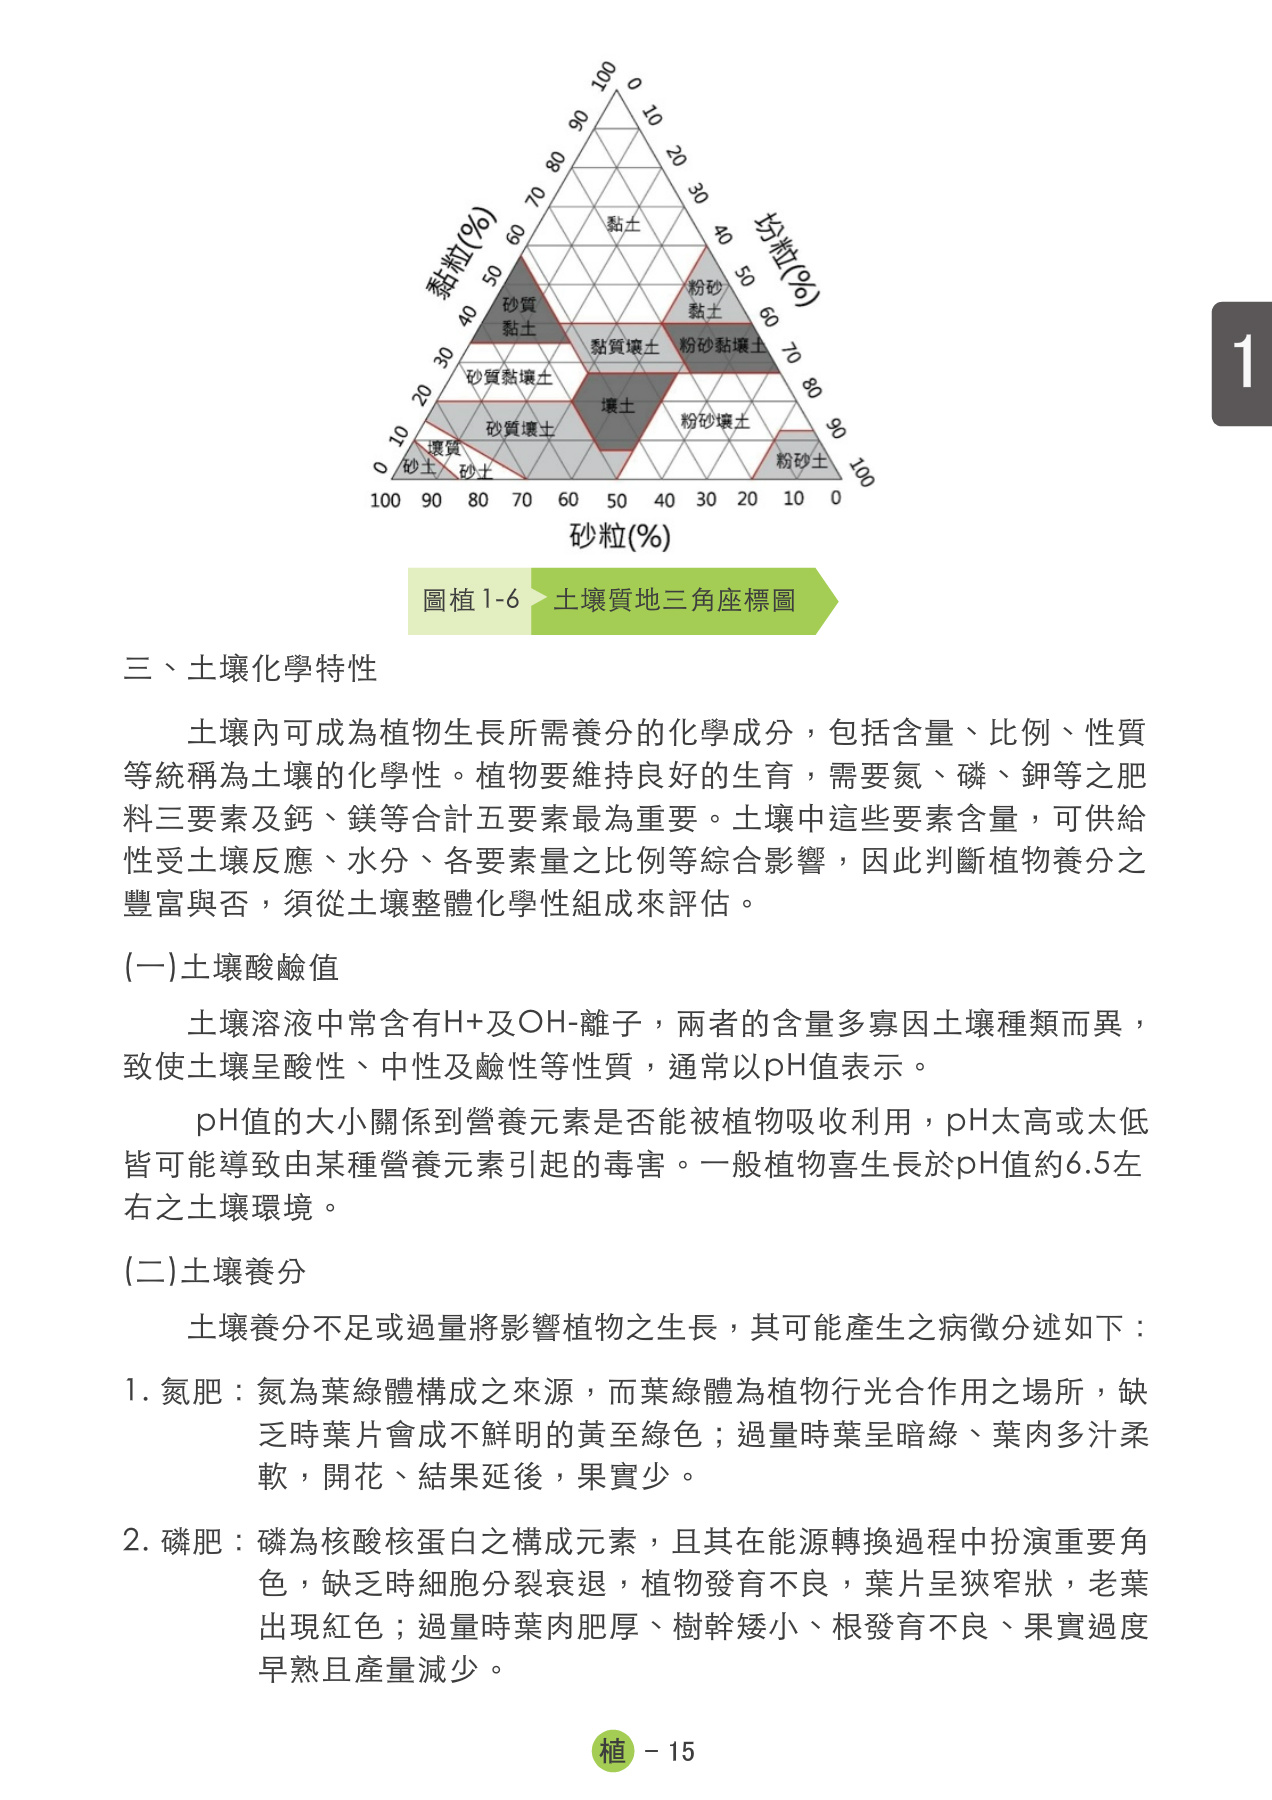 100
90
80
70
60
50
40
30
20
10
0
黏粒(%)
0
10
20
30
40
50
60
70
80
90
100
坋粒(%)
黏土
砂質
黏土
粉砂
黏土
黏質壤土
粉砂黏壤土
砂質黏壤土
壤土
粉砂壤土
砂質壤土
壤質
砂土
砂土
粉砂土
100 90 80 70 60 50 40 30 20 10 0
砂粒(%)
圖植1-6 土壤質地三角座標圖
1
三、土壤化學特性
土壤內可成為植物生長所需養分的化學成分，包括含量、比例、性質
等統稱為土壤的化學性。植物要維持良好的生育，需要氮、磷、鉀等之肥
料三要素及鈣、鎂等合計五要素最為重要。土壤中這些要素含量，可供給
性受土壤反應、水分、各要素量之比例等綜合影響，因此判斷植物養分之
豐富與否，須從土壤整體化學性組成來評估。
(一)土壤酸鹼值
土壤溶液中常含有H+及OH-離子，兩者的含量多寡因土壤種類而異，
致使土壤呈酸性、中性及鹼性等性質，通常以pH值表示。
pH值的大小關係到營養元素是否能被植物吸收利用，pH太高或太低
皆可能導致由某種營養元素引起的毒害。一般植物喜生長於pH值約6.5左
右之土壤環境。
(二)土壤養分
土壤養分不足或過量將影響植物之生長，其可能產生之病徵分述如下：
1. 氮肥：氮為葉綠體構成之來源，而葉綠體為植物行光合作用之場所，缺
乏時葉片會成不鮮明的黃至綠色；過量時葉呈暗綠、葉肉多汁柔
軟，開花、結果延後，果實少。
2. 磷肥：磷為核酸核蛋白之構成元素，且其在能源轉換過程中扮演重要角
色，缺乏時細胞分裂衰退，植物發育不良，葉片呈狹窄狀，老葉
出現紅色；過量時葉肉肥厚、樹幹矮小、根發育不良、果實過度
早熟且產量減少。
植 – 15